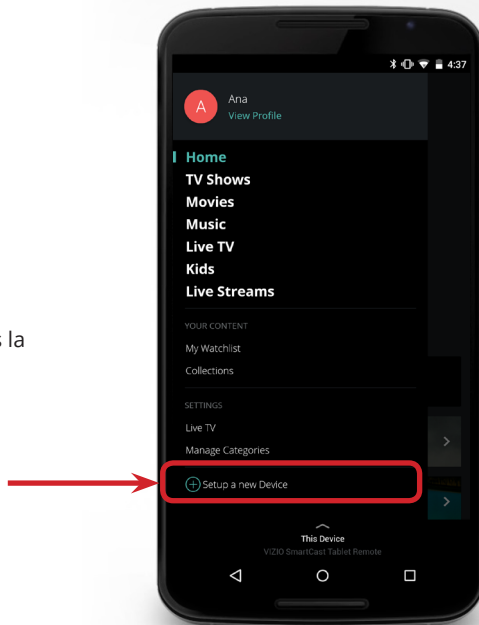 4:37
A
Ana
View Profile
Home
TV Shows
Movies
Music
Live TV
Kids
Live Streams
YOUR CONTENT
My Watchlist
Collections
SETTINGS
Live TV
Manage Categories
Setup a new Device
This Device
VIZIO SmartCast Tablet Remote
s la